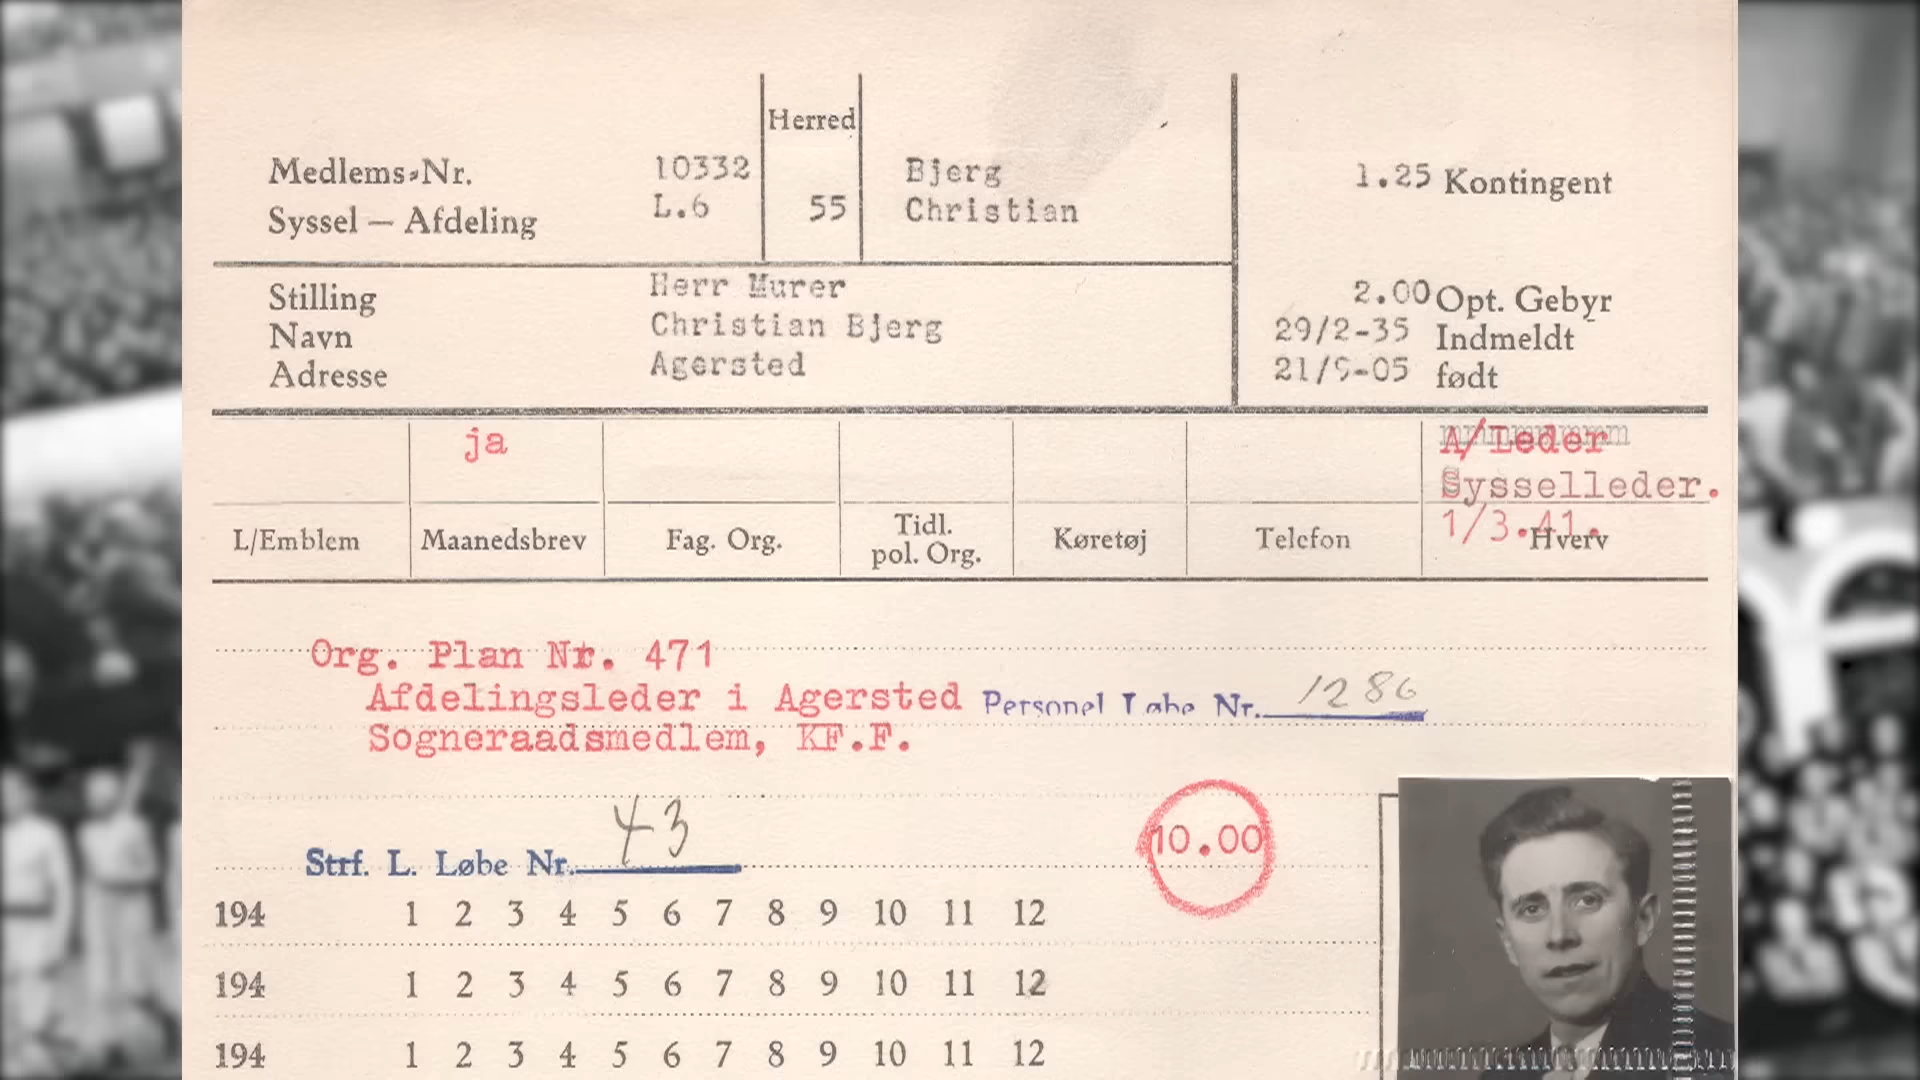 Herred
Medlems-Nr. 10332 Bjerg 1.25 Kontingent
Syssel — Afdeling L.6 55 Christian
Stilling Herr Murer 2.00 Opt. Gebyr
Navn Christian Bjerg 29/2-35 Indmeldt
Adresse Agersted 21/9-05 født
ja A/Leder
Sysselleder.
1/3.41.
L/Emblem Maanedsbrev Fag. Org. Tidl. pol. Org. Køretøj Telefon Hverv
Org. Plan Nr. 471
Afdelingsleder i Agersted Personel Løbe Nr. 1286
Sogneraadsmedlem, KF.F.
10.00
Strf. L. Løbe Nr. 43
194 1 2 3 4 5 6 7 8 9 10 11 12
194 1 2 3 4 5 6 7 8 9 10 11 12
194 1 2 3 4 5 6 7 8 9 10 11 12